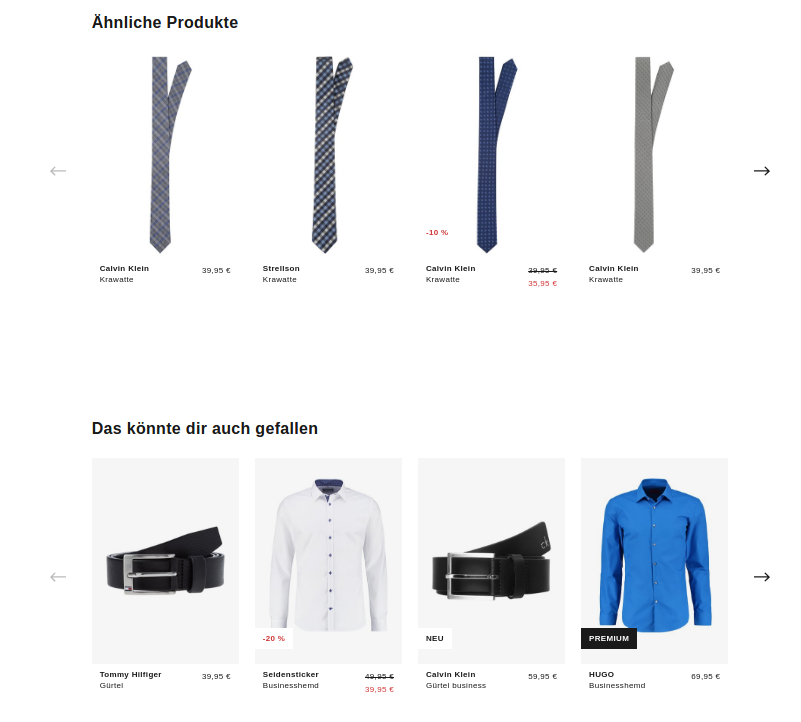 Ähnliche Produkte
-10 %
Calvin Klein
Krawatte
39,95 €
Strellson
Krawatte
39,95 €
Calvin Klein
Krawatte
39,95 €
35,95 €
Calvin Klein
Krawatte
39,95 €
Das könnte dir auch gefallen
-20 %
NEU
PREMIUM
Tommy Hilfiger
Gürtel
39,95 €
Seidensticker
Businesshemd
49,95 €
39,95 €
Calvin Klein
Gürtel business
59,95 €
HUGO
Businesshemd
69,95 €